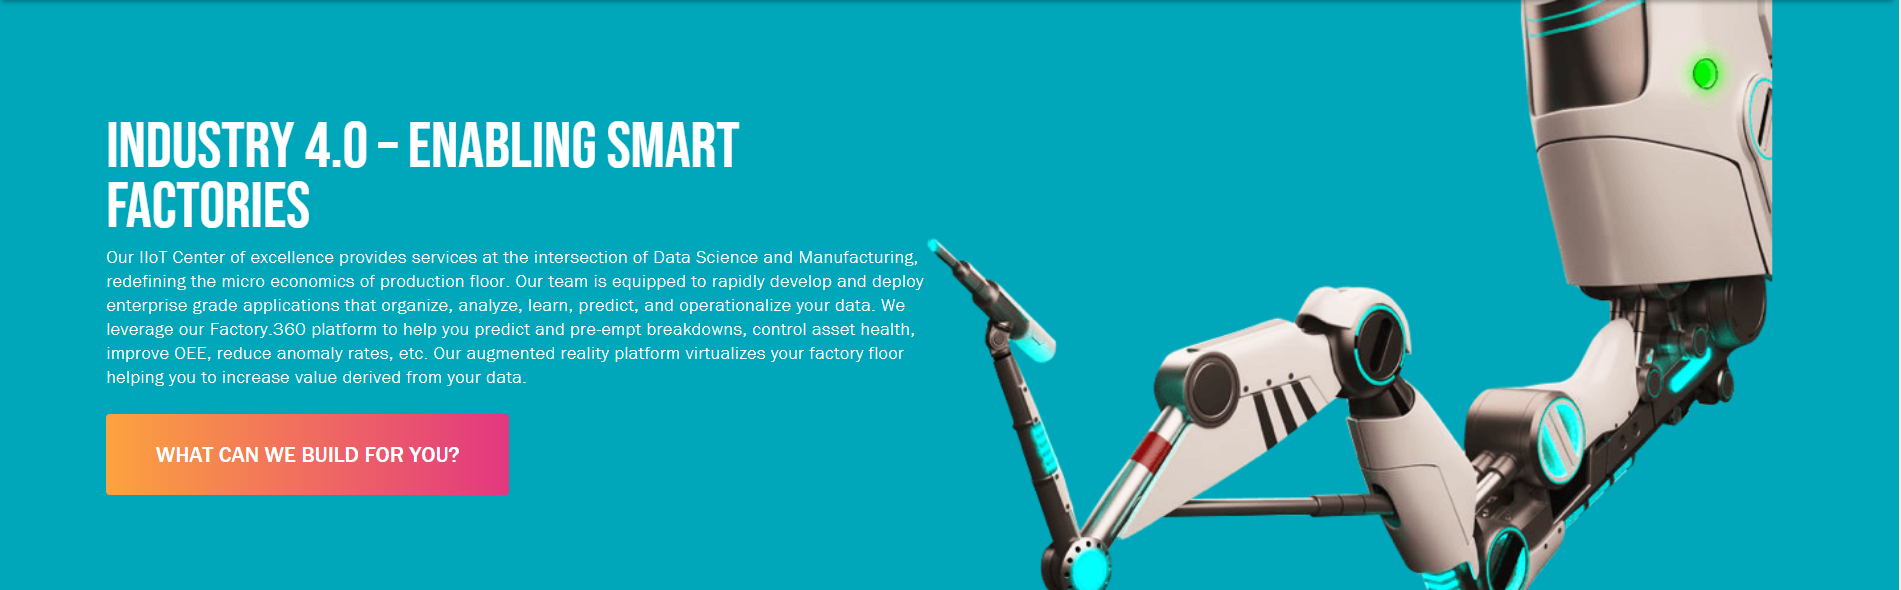 INDUSTRY 4.0 – ENABLING SMART
FACTORIES
Our IIoT Center of excellence provides services at the intersection of Data Science and Manufacturing,
redefining the micro economics of production floor. Our team is equipped to rapidly develop and deploy
enterprise grade applications that organize, analyze, learn, predict, and operationalize your data. We
leverage our Factory.360 platform to help you predict and pre-empt breakdowns, control asset health,
improve OEE, reduce anomaly rates, etc. Our augmented reality platform virtualizes your factory floor
helping you to increase value derived from your data.
WHAT CAN WE BUILD FOR YOU?